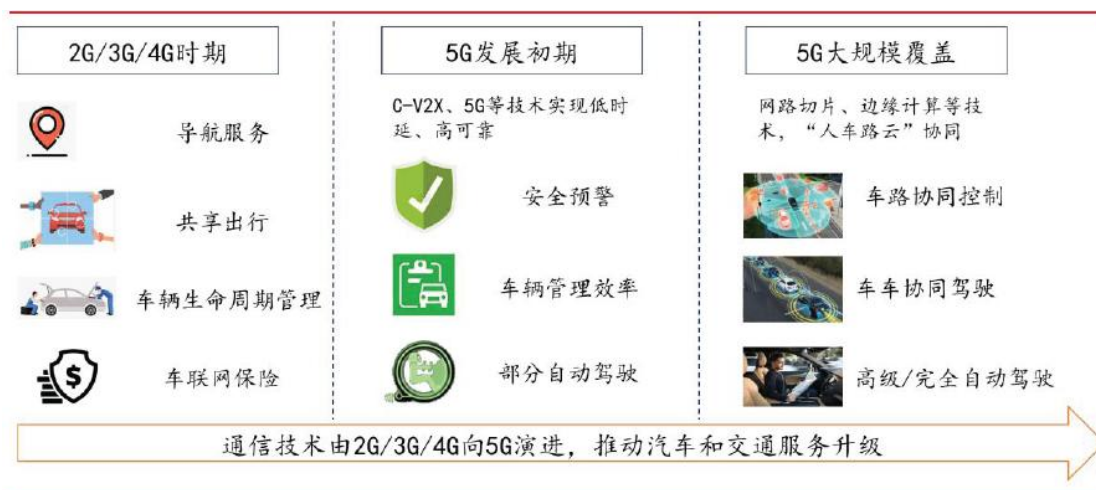 2G/3G/4G时期
导航服务
共享出行
车辆生命周期管理
车联网保险
5G发展初期
C-V2X、5G等技术实现低时
延、高可靠
安全预警
车辆管理效率
部分自动驾驶
5G大规模覆盖
网路切片、边缘计算等技
术，“人车路云”协同
车路协同控制
车车协同驾驶
高级/完全自动驾驶
通信技术由2G/3G/4G向5G演进，推动汽车和交通服务升级